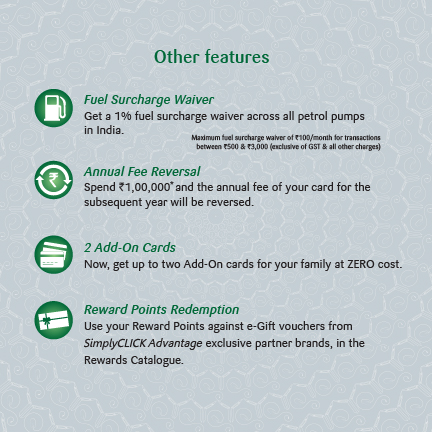 Other features
Fuel Surcharge Waiver
Get a 1% fuel surcharge waiver across all petrol pumps
in India.
Maximum fuel surcharge waiver of ₹100/month for transactions
between ₹500 & ₹3,000 (exclusive of GST & all other charges)
₹
Annual Fee Reversal
Spend ₹1,00,000* and the annual fee of your card for the
subsequent year will be reversed.
2 Add-On Cards
Now, get up to two Add-On cards for your family at ZERO cost.
Reward Points Redemption
Use your Reward Points against e-Gift vouchers from
SimplyCLICK Advantage exclusive partner brands, in the
Rewards Catalogue.